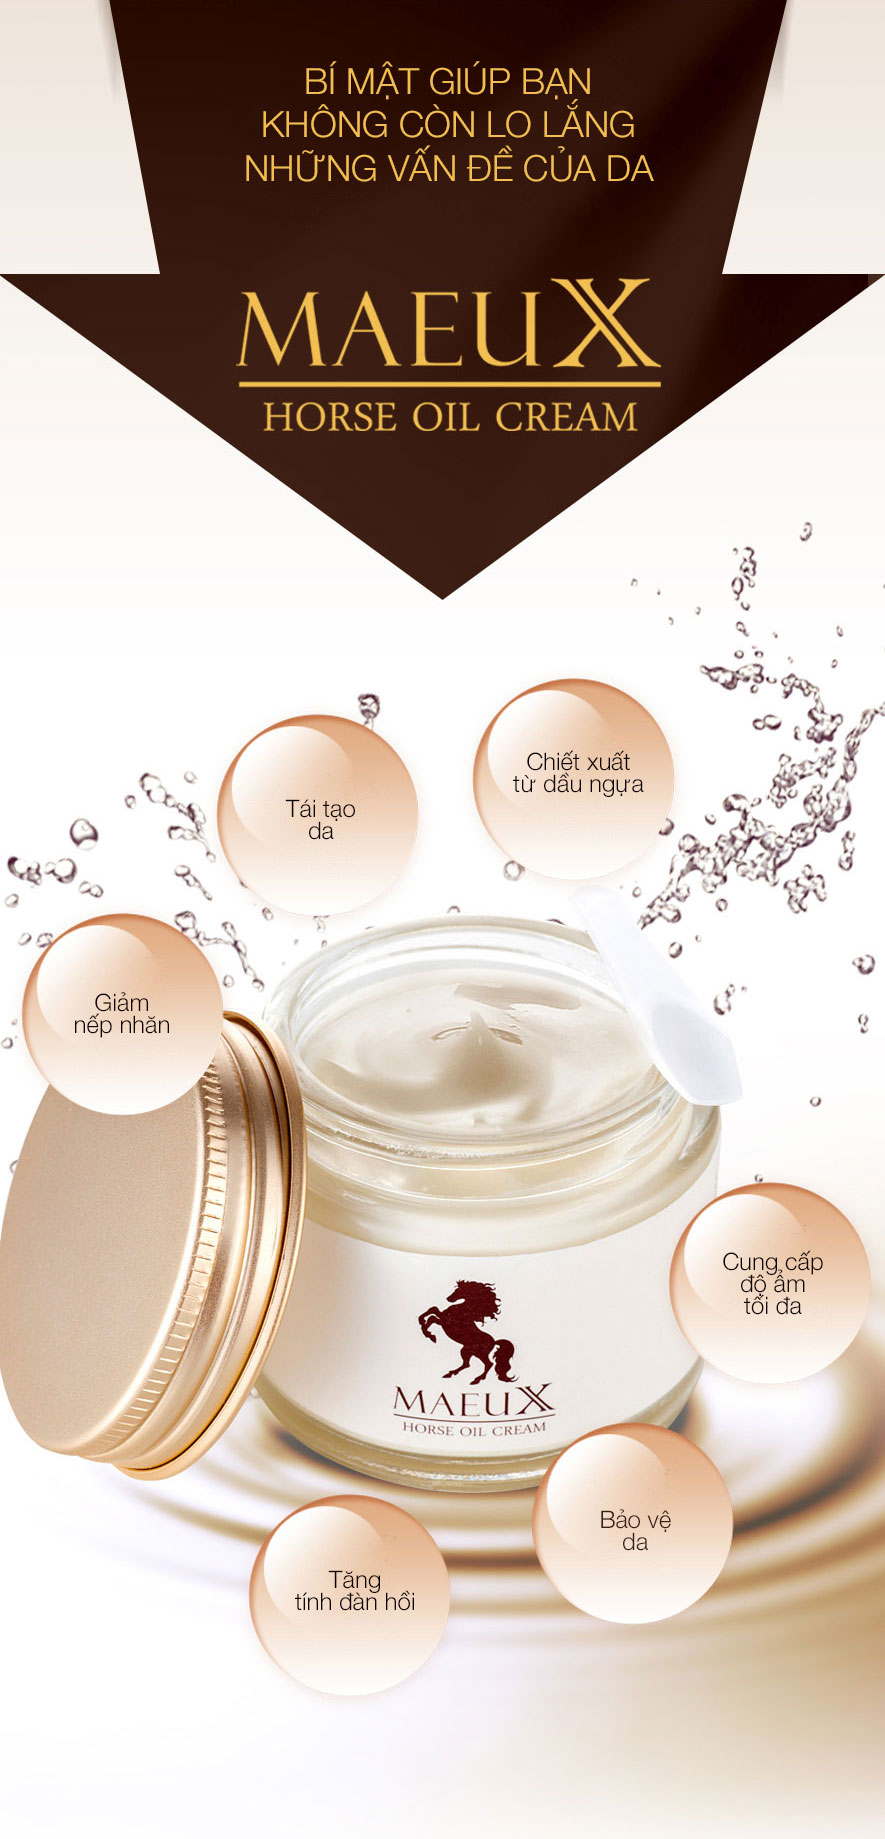 BÍ MẬT GIÚP BẠN
KHÔNG CÒN LO LẮNG
NHỮNG VẤN ĐỀ CỦA DA
MAEUX
HORSE OIL CREAM
Chiết xuất
từ dầu ngựa
Tái tạo
da
Giảm
nếp nhăn
Cung cấp
độ ẩm
tối đa
MAEUX
HORSE OIL CREAM
Bảo vệ
da
Tăng
tính đàn hồi